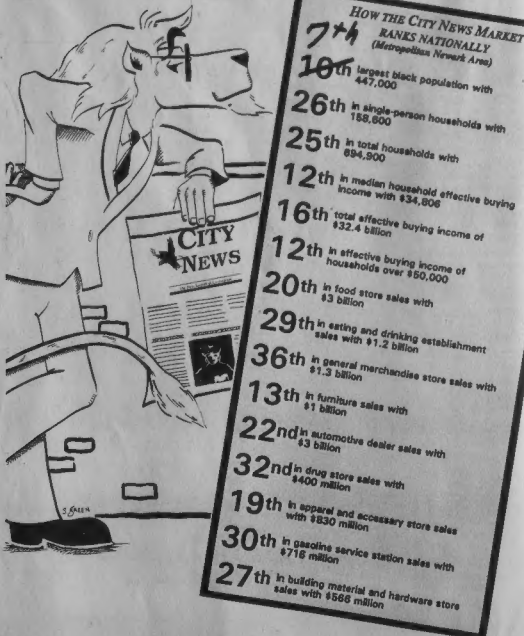 HOW THE CITY NEWS MARKET
RANKS NATIONALLY
(Metropolitan Newark Area)
7th
10th largest black population with
447,000
26th in single-person households with
158,600
25th in total households with
694,900
12th in median household effective buying
income with $34,806
16th total effective buying income of
$32.4 billion
12th in effective buying income of
households over $50,000
20th in food store sales with
$3 billion
29th in eating and drinking establishment
sales with $1.2 billion
36th in general merchandise store sales with
$1.3 billion
13th in furniture sales with
$1 billion
22nd in automotive dealer sales with
$3 billion
32nd in drug store sales with
$400 million
19th in apparel and accessary store sales
with $830 million
30th in gasoline service station sales with
$716 million
27th in building material and hardware store
sales with $566 million
CITY
NEWS
S. GREEN